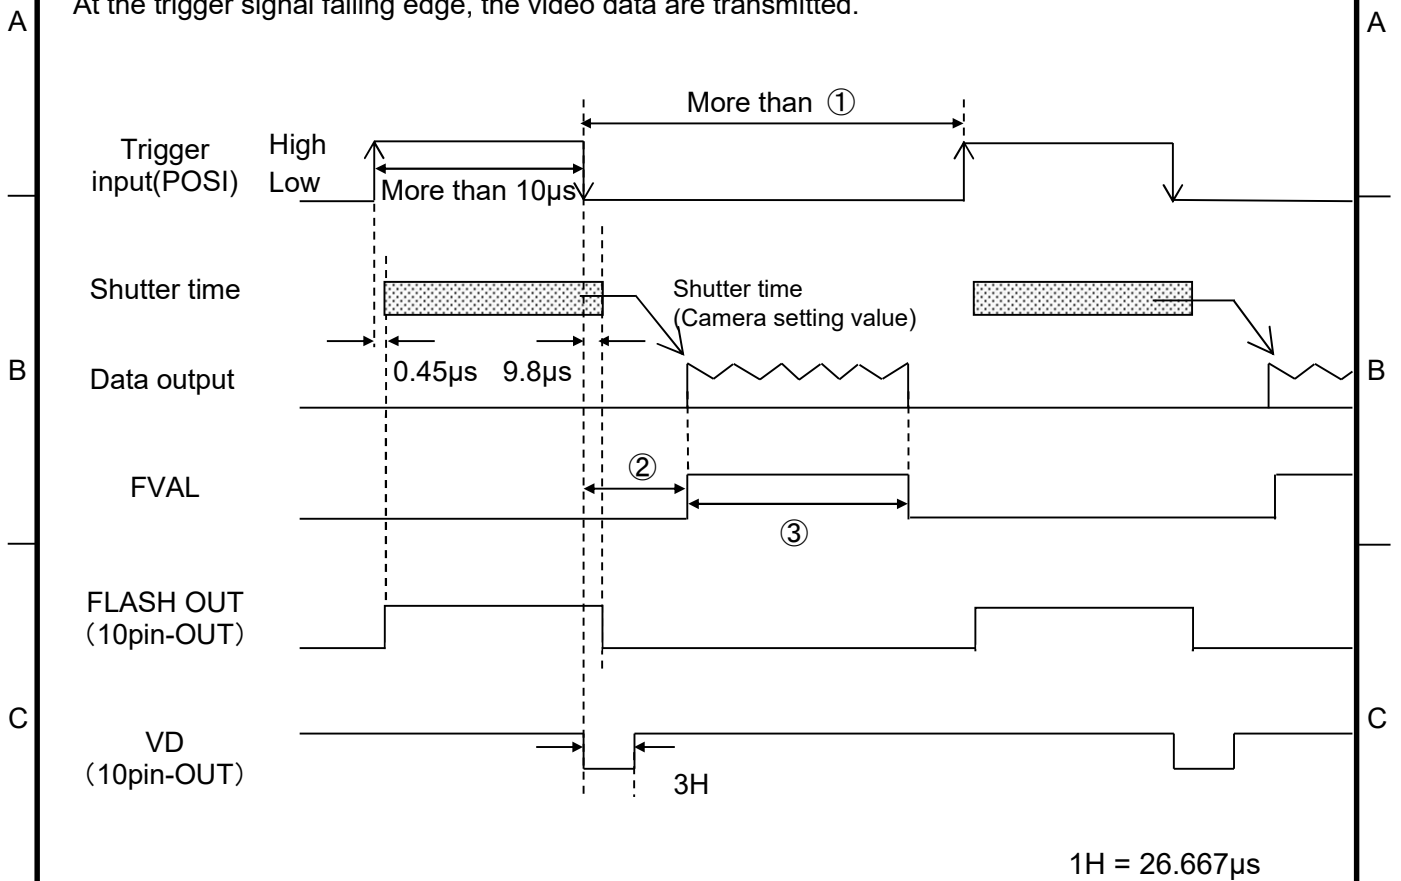 At the trigger signal falling edge, the video data are transmitted.
A
A
More than ①
Trigger
input(POSI)
High
Low
More than 10μs
Shutter time
Shutter time
(Camera setting value)
0.45μs 9.8μs
B
B
Data output
②
FVAL
③
FLASH OUT
（10pin-OUT）
C
C
VD
（10pin-OUT）
3H
1H = 26.667μs